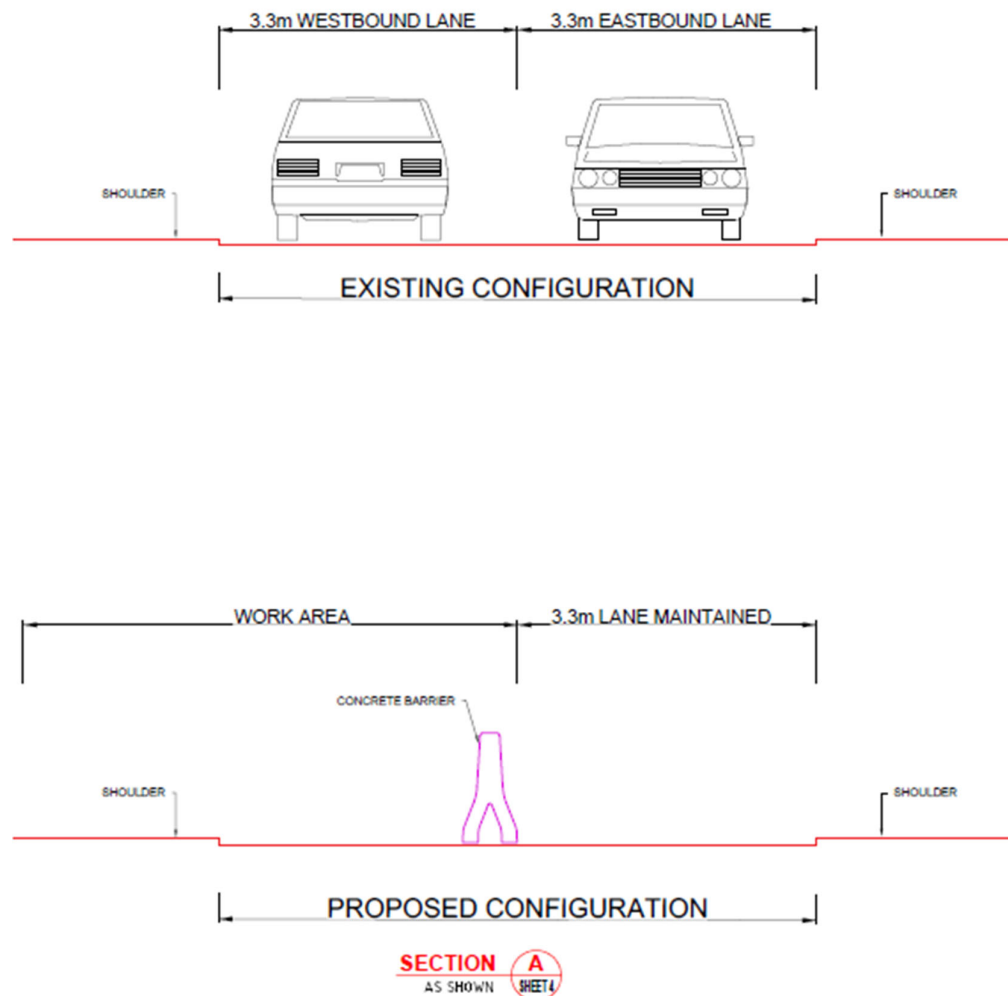 3.3m WESTBOUND LANE
3.3m EASTBOUND LANE
SHOULDER
SHOULDER
EXISTING CONFIGURATION
WORK AREA
3.3m LANE MAINTAINED
CONCRETE BARRIER
SHOULDER
SHOULDER
PROPOSED CONFIGURATION
SECTION A
AS SHOWN SHEET4